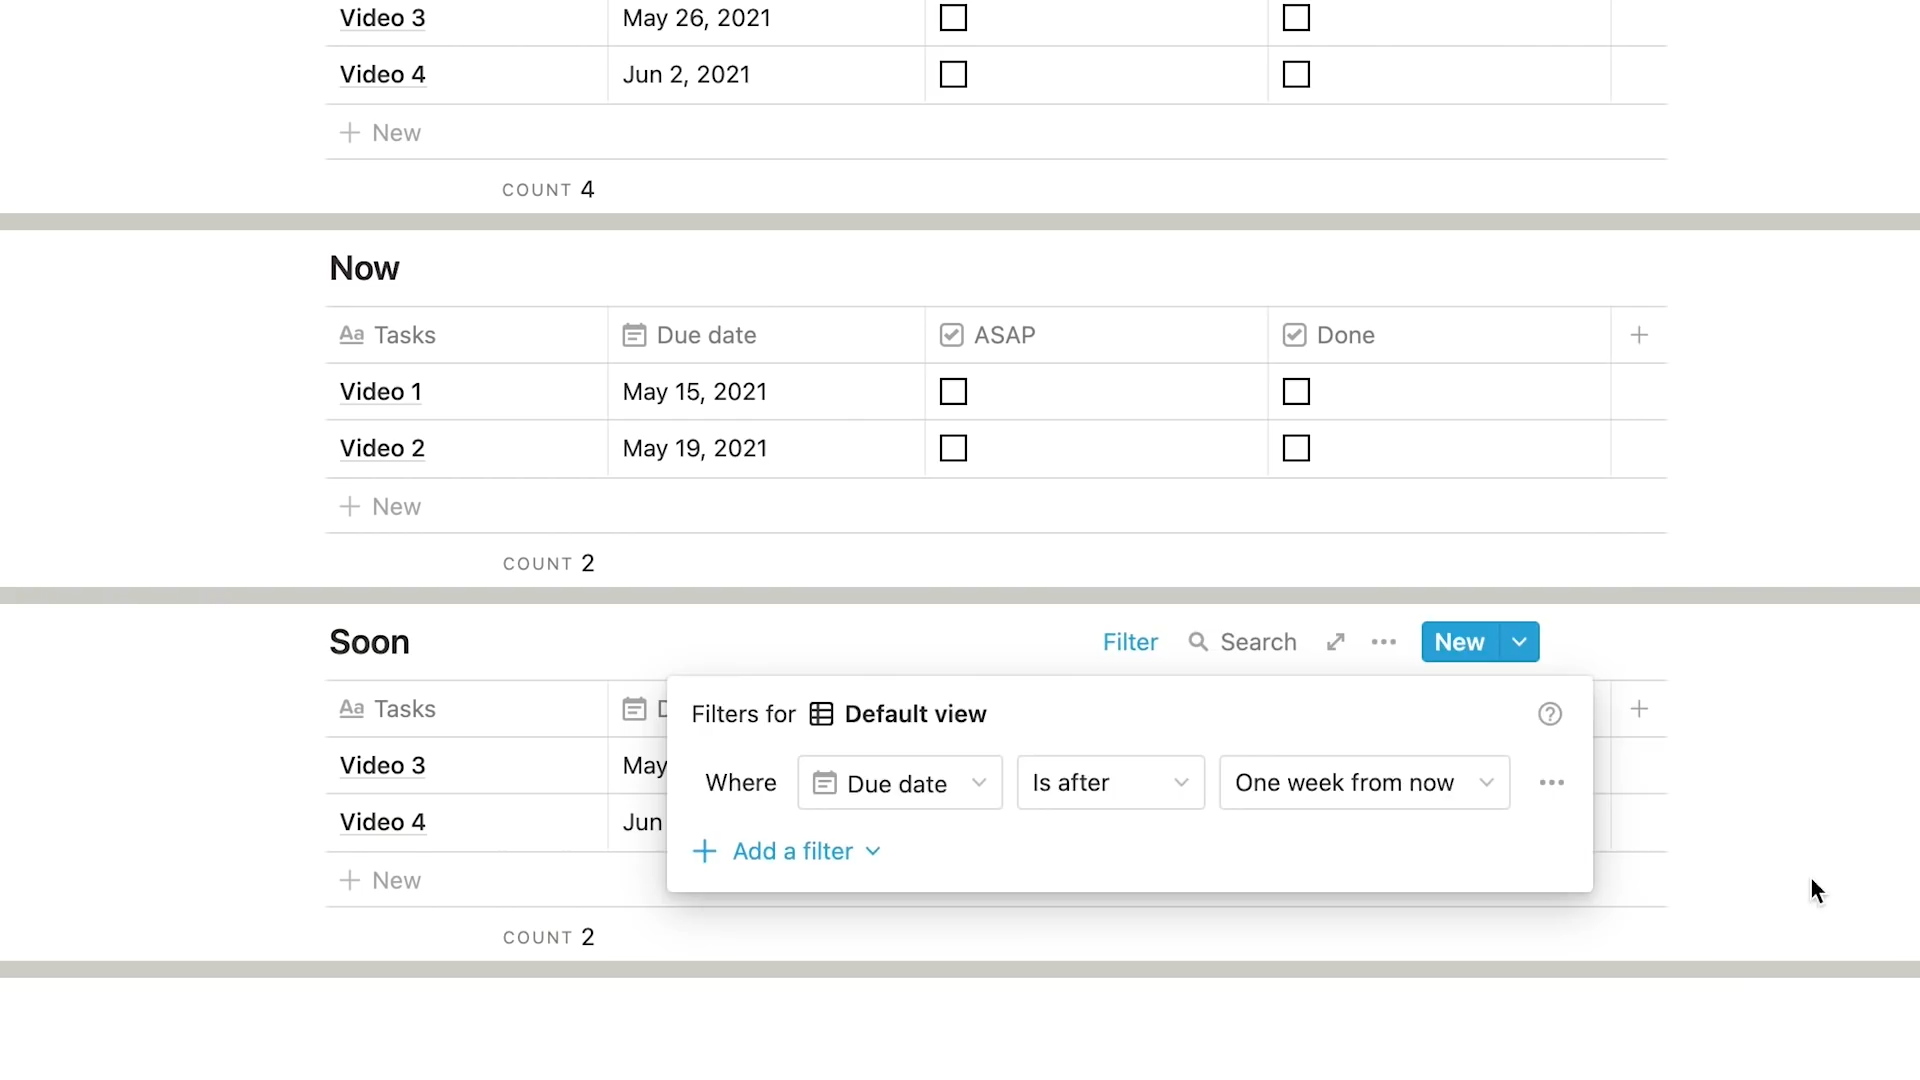 Video 3 May 26, 2021
Video 4 Jun 2, 2021
New
COUNT 4
Now
Aa Tasks Due date ASAP Done
Video 1 May 15, 2021
Video 2 May 19, 2021
New
COUNT 2
Soon Filter Search New
Aa Tasks D
Filters for Default view
Video 3 May
Where Due date Is after One week from now
Video 4 Jun
Add a filter
New
COUNT 2